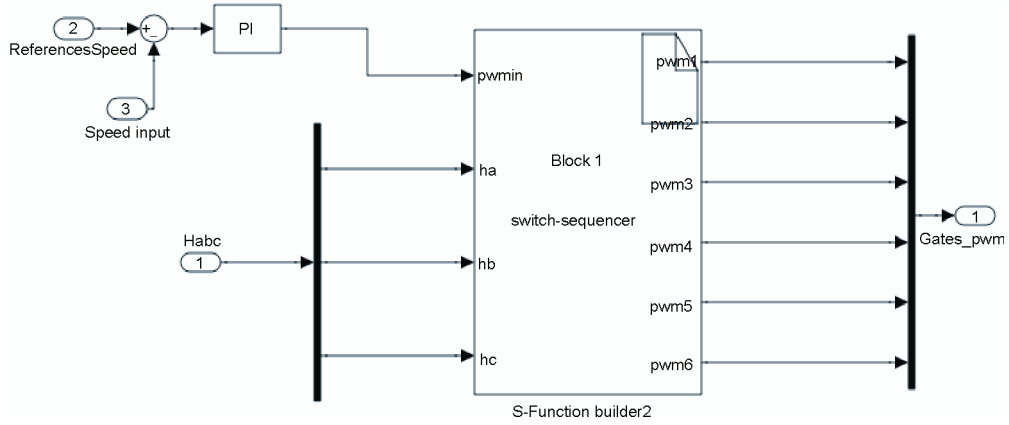 2
+
-
PI
ReferencesSpeed
3
Speed input
pwmin
pwm1
pwm2
Block 1
ha
pwm3
switch-sequencer
1
Gates_pwm
Habc
1
hb
pwm4
pwm5
hc
pwm6
S-Function builder2